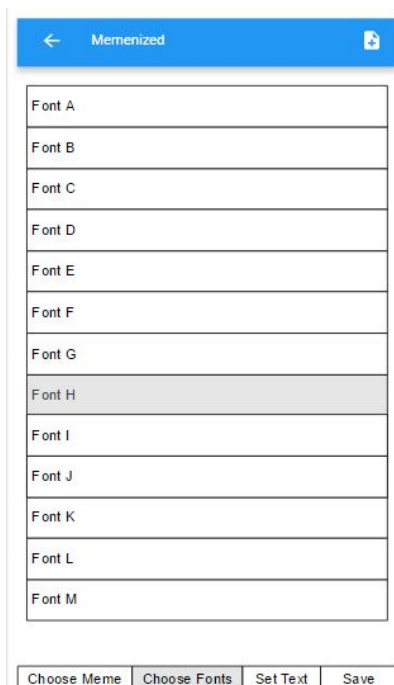 Memenized
Font A
Font B
Font C
Font D
Font E
Font F
Font G
Font H
Font I
Font J
Font K
Font L
Font M
Choose Meme Choose Fonts Set Text Save